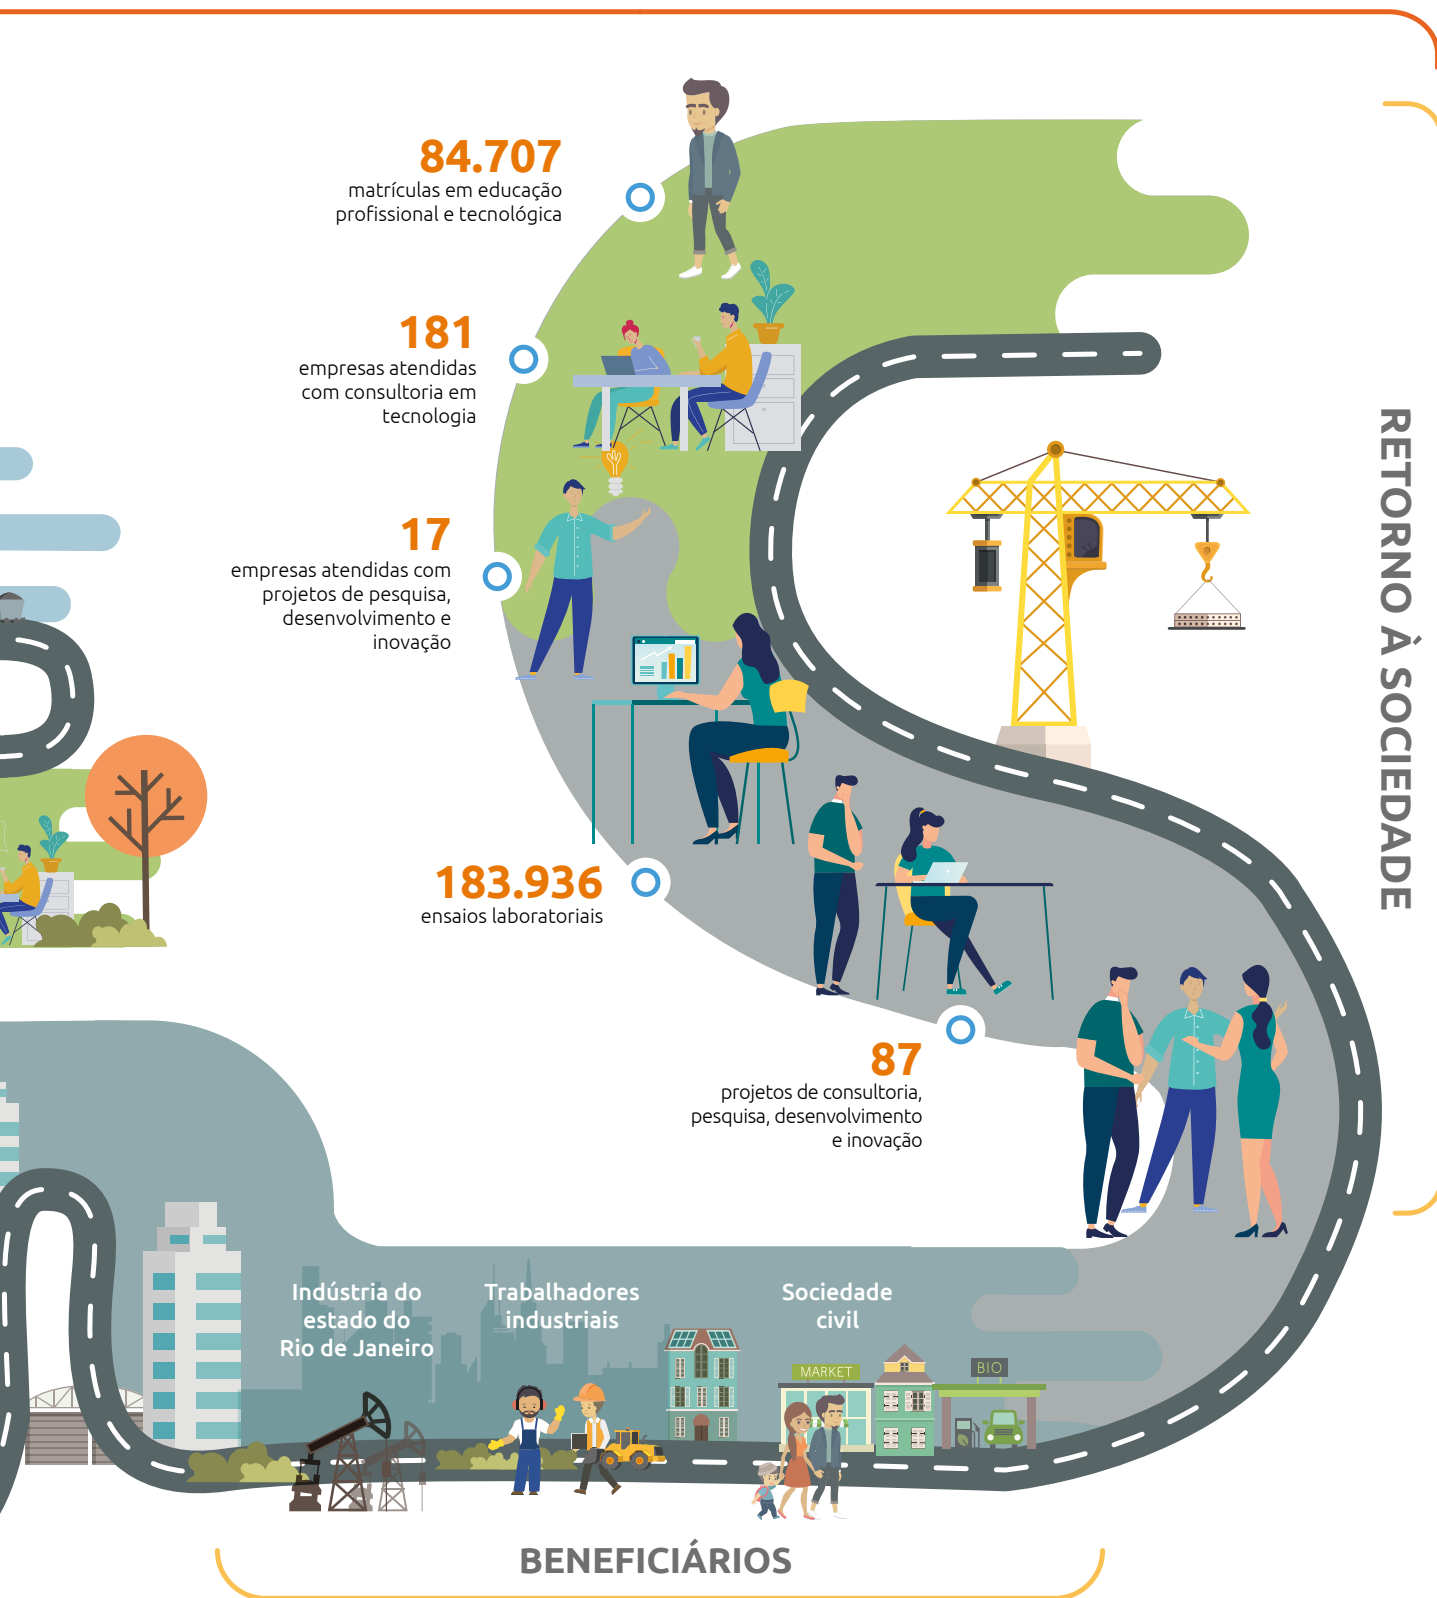 84.707
matrículas em educação
profissional e tecnológica
181
empresas atendidas
com consultoria em
tecnologia
17
empresas atendidas com
projetos de pesquisa,
desenvolvimento e
inovação
183.936
ensaios laboratoriais
87
projetos de consultoria,
pesquisa, desenvolvimento
e inovação
RETORNO À SOCIEDADE
Indústria do
estado do
Rio de Janeiro
Trabalhadores
industriais
Sociedade
civil
MARKET
BIO
BENEFICIÁRIOS